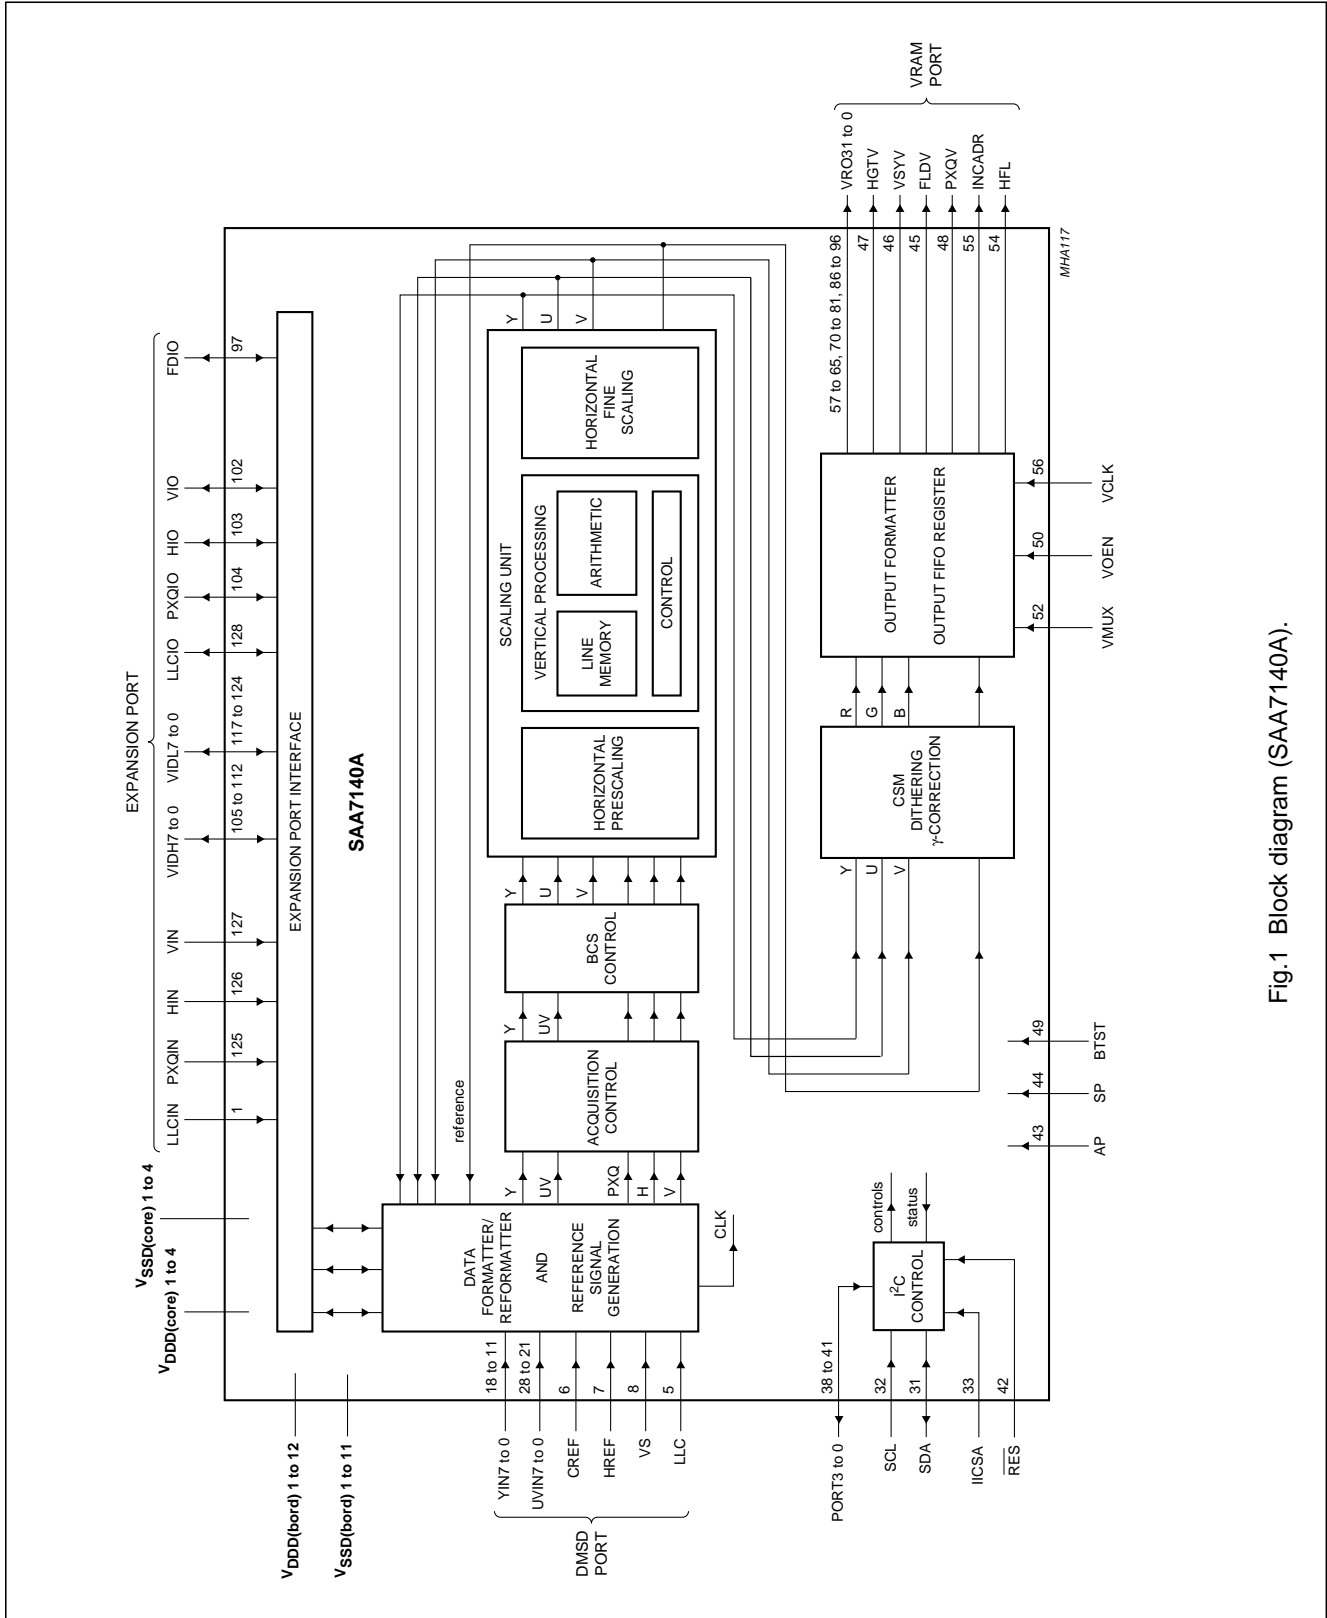 EXPANSION PORT
VDDD(bord) 1 to 12
VSSD(bord) 1 to 11
VDDD(core) 1 to 4
VSSD(core) 1 to 4
LLCIN
PXQIN
HIN
VIN
VIDH7 to 0
VIDL7 to 0
LLCIO
PXQIO
HIO
VIO
FDIO
1
125
126
127
105 to 112
117 to 124
128
104
103
102
97
EXPANSION PORT INTERFACE
SAA7140A
reference
DMSD
PORT
YIN7 to 0
UVIN7 to 0
CREF
HREF
VS
LLC
18 to 11
28 to 21
6
7
8
5
DATA
FORMATTER/
REFORMATTER
AND
REFERENCE
SIGNAL
GENERATION
CLK
Y
UV
PXQ
H
V
ACQUISITION
CONTROL
Y
UV
BCS
CONTROL
Y
U
V
SCALING UNIT
HORIZONTAL
PRESCALING
VERTICAL PROCESSING
LINE
MEMORY
ARITHMETIC
CONTROL
HORIZONTAL
FINE
SCALING
Y
U
V
PORT3 to 0
SCL
SDA
IICSA
RES
38 to 41
32
31
33
42
I²C
CONTROL
controls
status
AP
SP
BTST
43
44
49
Y
U
V
CSM
DITHERING
γ-CORRECTION
R
G
B
OUTPUT FORMATTER
OUTPUT FIFO REGISTER
52
50
56
VMUX
VOEN
VCLK
57 to 65, 70 to 81, 86 to 96
47
46
45
48
55
54
VRO31 to 0
HGTV
VSYV
FLDV
PXQV
INCADR
HFL
VRAM
PORT
MHA117
Fig.1 Block diagram (SAA7140A).